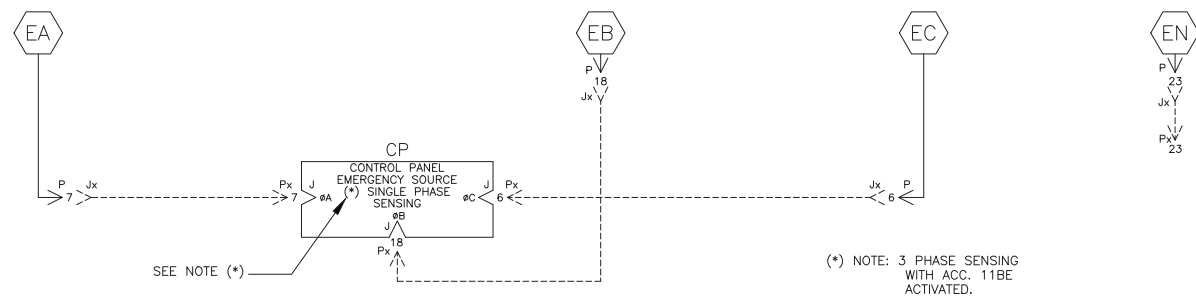 EA
EB
EC
EN
P
18
Jx
P
23
Jx
Px
23
CP
CONTROL PANEL
EMERGENCY SOURCE
(*) SINGLE PHASE
SENSING
P
7
Jx
Px
7
J
øA
øB
J
18
Px
øC
J
6
Px
Jx
6
P
SEE NOTE (*)
(*) NOTE: 3 PHASE SENSING
WITH ACC. 11BE
ACTIVATED.